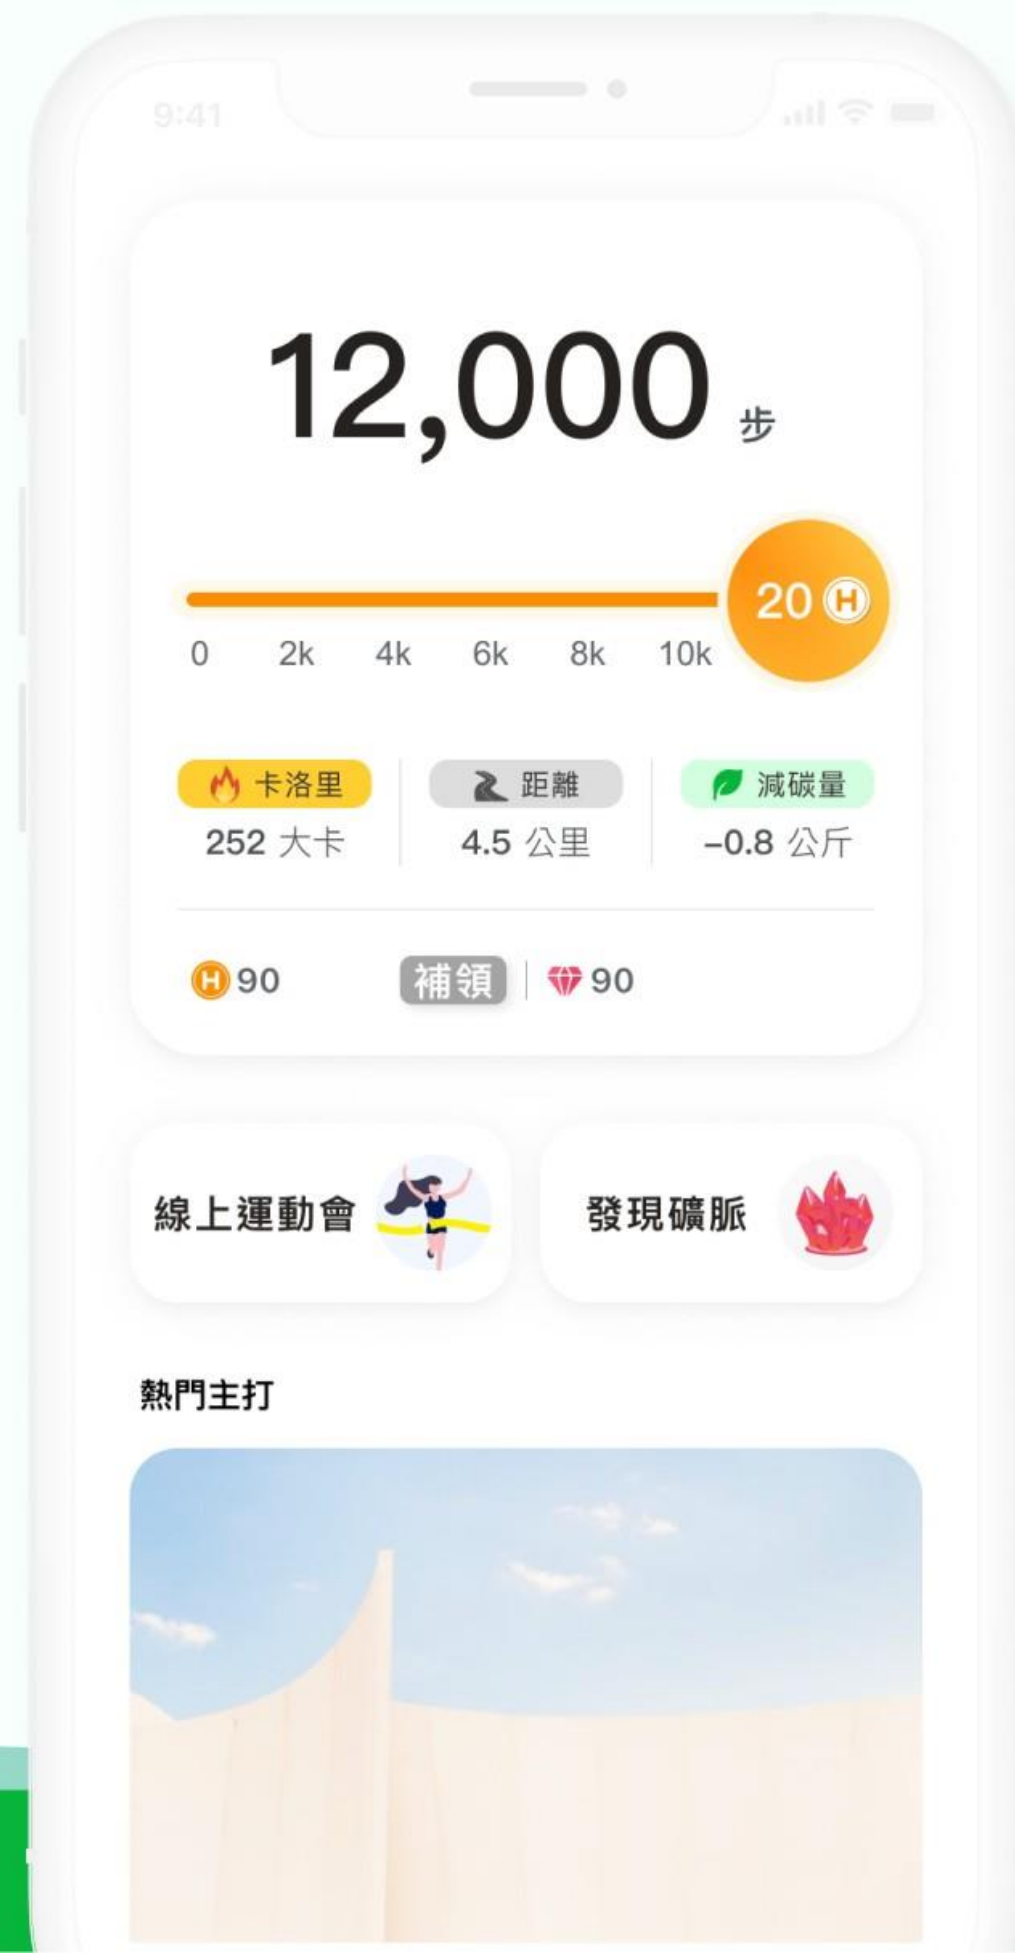 9:41
12,000 步
20 H
0 2k 4k 6k 8k 10k
卡洛里 距離 減碳量
252 大卡 4.5 公里 -0.8 公斤
H 90 補領 90
線上運動會 發現礦脈
熱門主打